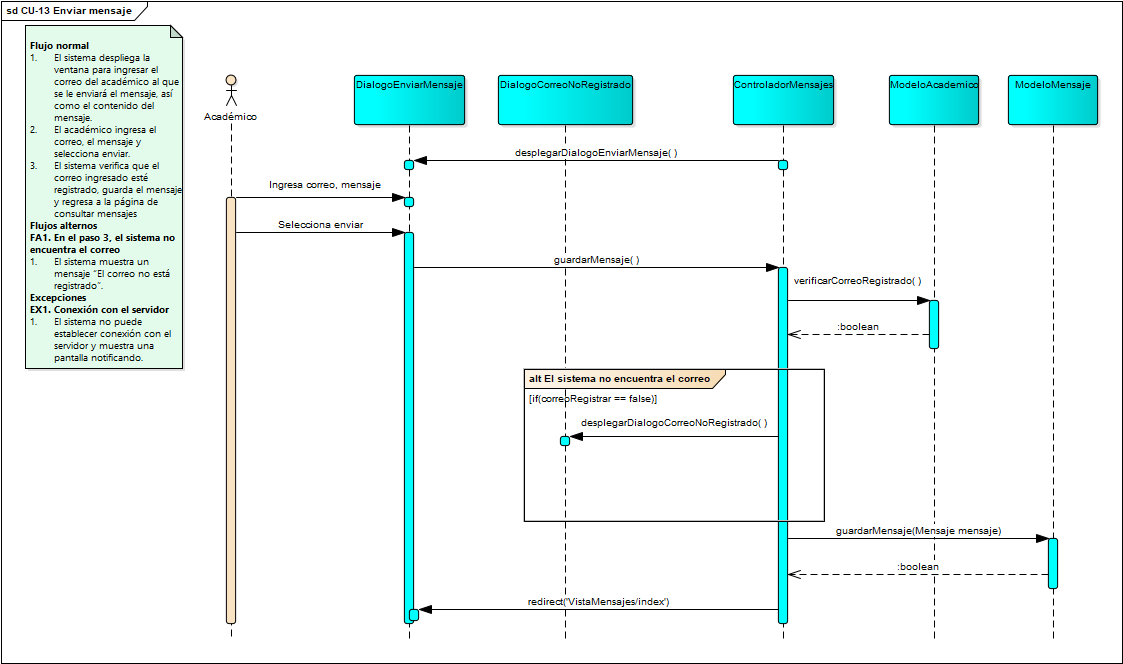 sd CU-13 Enviar mensaje
Flujo normal
1. El sistema despliega la
ventana para ingresar el
correo del académico al que
se le enviará el mensaje, así
como el contenido del
mensaje.
2. El académico ingresa el
correo, el mensaje y
selecciona enviar.
3. El sistema verifica que el
correo ingresado esté
registrado, guarda el mensaje
y regresa a la página de
consultar mensajes
Flujos alternos
FA1. En el paso 3, el sistema no
encuentra el correo
1. El sistema muestra un
mensaje “El correo no está
registrado”.
Excepciones
EX1. Conexión con el servidor
1. El sistema no puede
establecer conexión con el
servidor y muestra una
pantalla notificando.
Académico
DialogoEnviarMensaje
DialogoCorreoNoRegistrado
ControladorMensajes
ModeloAcademico
ModeloMensaje
desplegarDialogoEnviarMensaje( )
Ingresa correo, mensaje
Selecciona enviar
guardarMensaje( )
verificarCorreoRegistrado( )
:boolean
alt El sistema no encuentra el correo
[if(correoRegistrar == false)]
desplegarDialogoCorreoNoRegistrado( )
guardarMensaje(Mensaje mensaje)
:boolean
redirect('VistaMensajes/index')